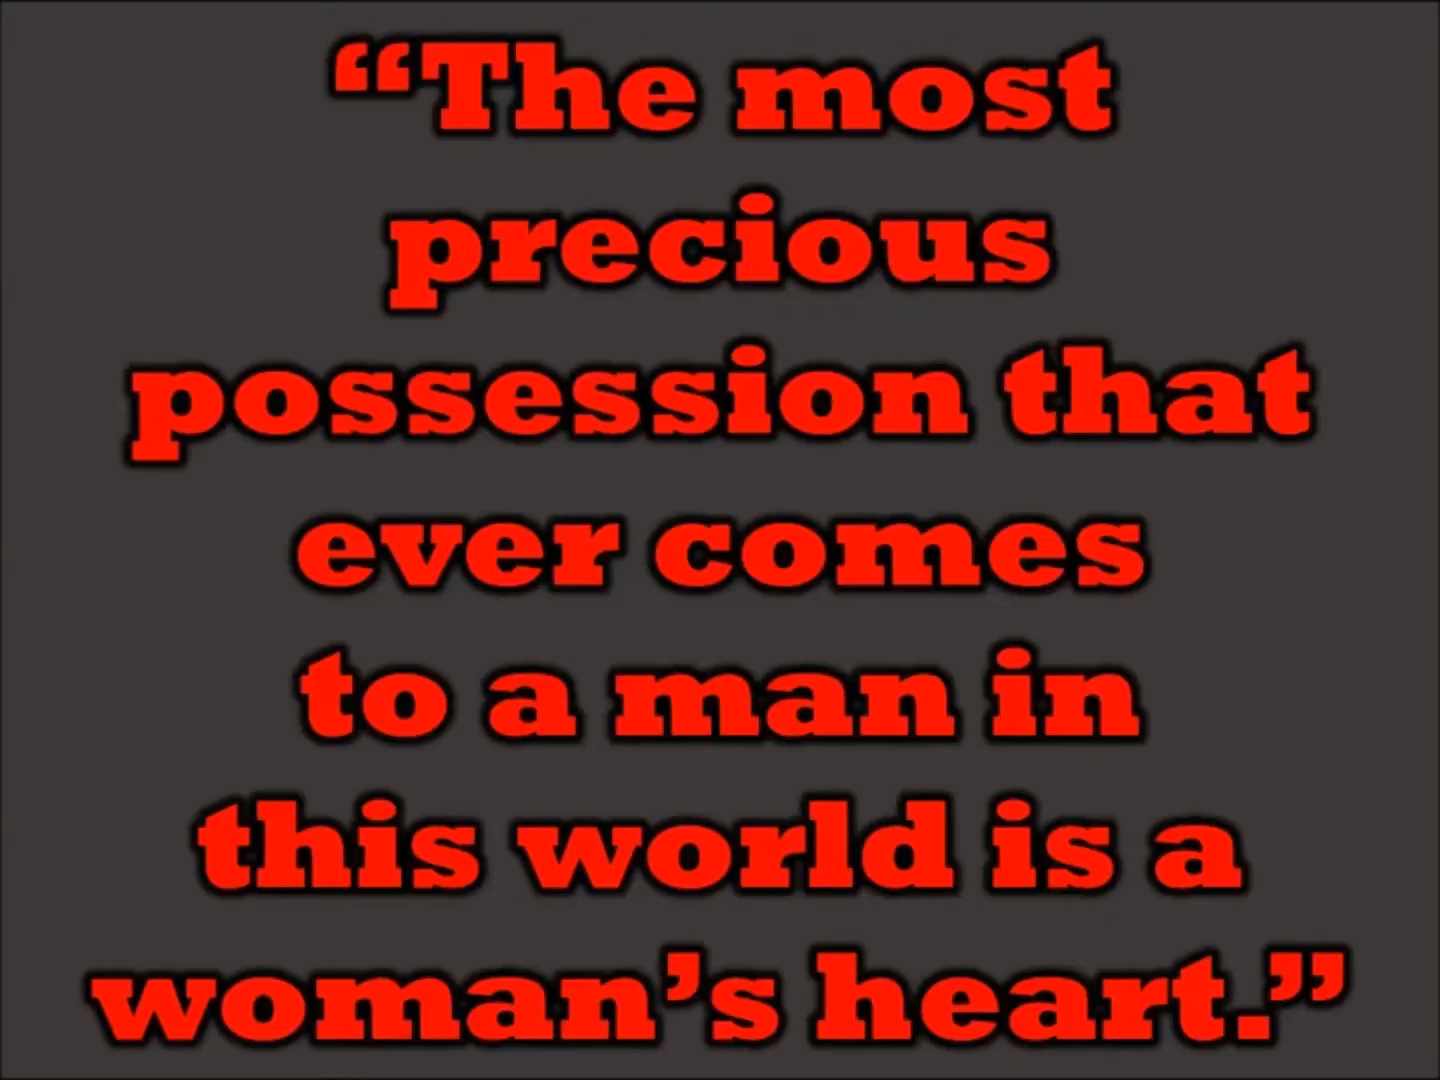 “The most
precious
possession that
ever comes
to a man in
this world is a
woman’s heart.”